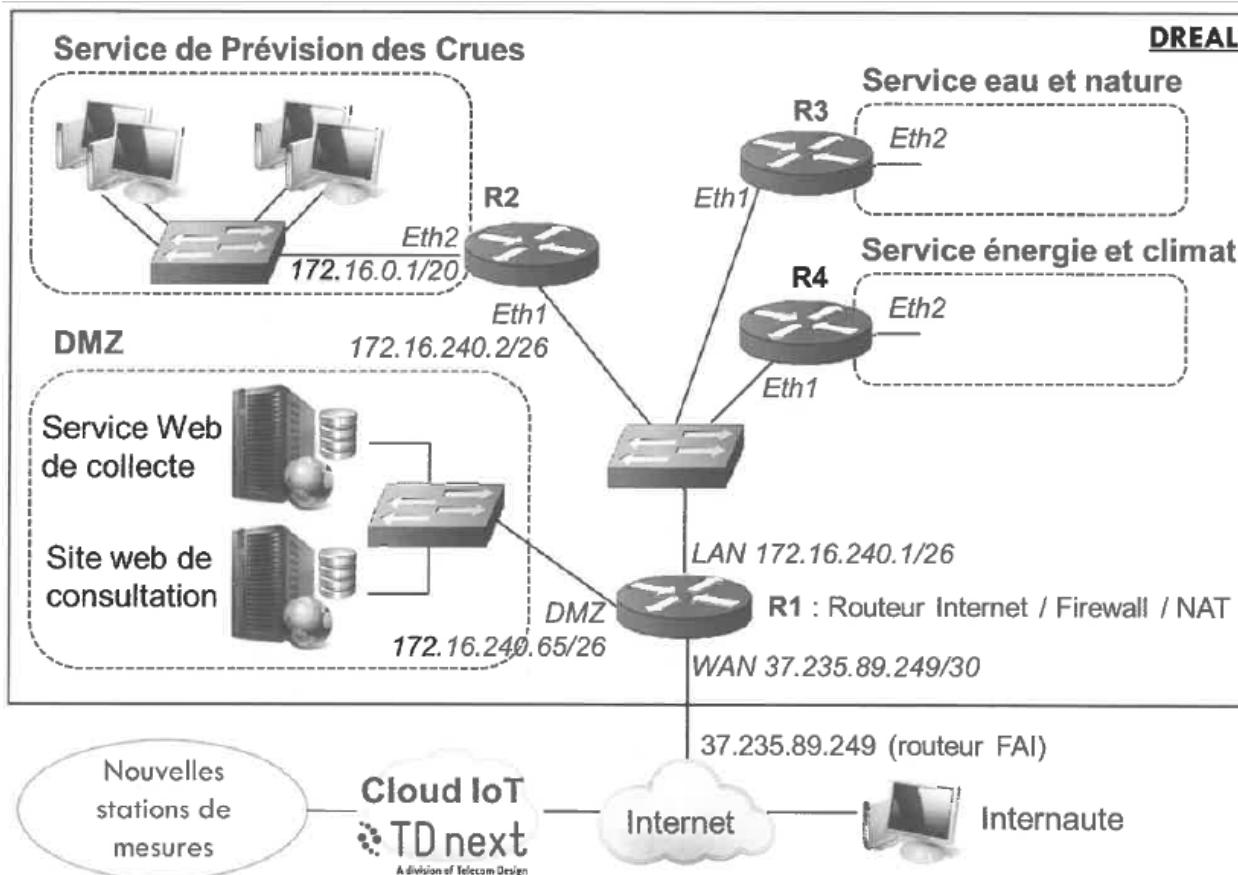 DREAL
Service de Prévision des Crues
Service eau et nature
R3
Eth2
Eth1
R2
Eth2
172.16.0.1/20
Eth1
172.16.240.2/26
Service énergie et climat
R4
Eth2
Eth1
DMZ
Service Web
de collecte
Site web de
consultation
LAN 172.16.240.1/26
DMZ
172.16.240.65/26
R1 : Routeur Internet / Firewall / NAT
WAN 37.235.89.249/30
37.235.89.249 (routeur FAI)
Nouvelles
stations de
mesures
Cloud IoT
TD next
A division of Telecom Design
Internet
Internaute